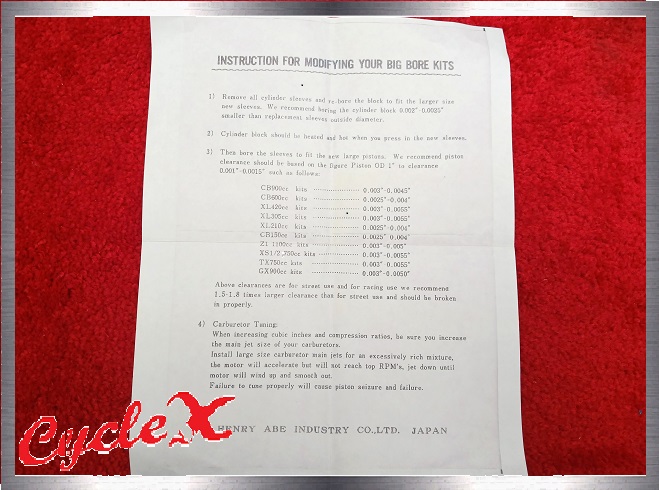 INSTRUCTION FOR MODIFYING YOUR BIG BORE KITS
1) Remove all cylinder sleeves and re-bore the block to fit the larger size
new sleeves. We recommend boring the cylinder block 0.002"-0.0025"
smaller than replacement sleeves outside diameter.
2) Cylinder block should be heated and hot when you press in the new sleeves.
3) Then bore the sleeves to fit the new large pistons. We recommend piston
clearance should be based on the figure Piston OD 1" to clearance
0.001"-0.0015" such as follows:
CB900cc kits ........................ 0.003"-0.0045"
CB600cc kits ........................ 0.0025"-0.004"
XL420cc kits ........................ 0.003"-0.0055"
XL305cc kits ........................ 0.003"-0.0055"
XL210cc kits ........................ 0.0025"-0.004"
CB150cc kits ........................ 0.0025"-0.004"
Z1 1100cc kits ........................ 0.003"-0.005"
XS1/2,750cc kits ........................ 0.003"-0.0055"
TX750cc kits ........................ 0.003"-0.0055"
GX900cc kits ........................ 0.003"-0.0050"
Above clearances are for street use and for racing use we recommend
1.5-1.8 times larger clearance than for street use and should be broken
in properly.
4) Carburetor Tuning:
When increasing cubic inches and compression ratios, be sure you increase
the main jet size of your carburetors.
Install large size carburetor main jets for an excessively rich mixture,
the motor will accelerate but will not reach top RPM's, jet down until
motor will wind up and smooth out.
Failure to tune properly will cause piston seizure and failure.
HENRY ABE INDUSTRY CO.,LTD. JAPAN
CycleX